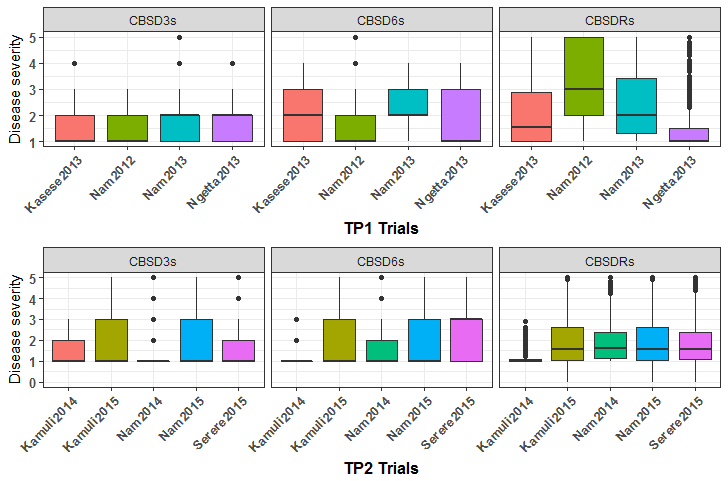 CBSD3s CBSD6s CBSDRs
Disease severity
5
4
3
2
1
Kasese2013 Nam2012 Nam2013 Ngetta2013 Kasese2013 Nam2012 Nam2013 Ngetta2013 Kasese2013 Nam2012 Nam2013 Ngetta2013
TP1 Trials
CBSD3s CBSD6s CBSDRs
Disease severity
5
4
3
2
1
0
Kamuli2014 Kamuli2015 Nam2014 Nam2015 Serere2015 Kamuli2014 Kamuli2015 Nam2014 Nam2015 Serere2015 Kamuli2014 Kamuli2015 Nam2014 Nam2015 Serere2015
TP2 Trials